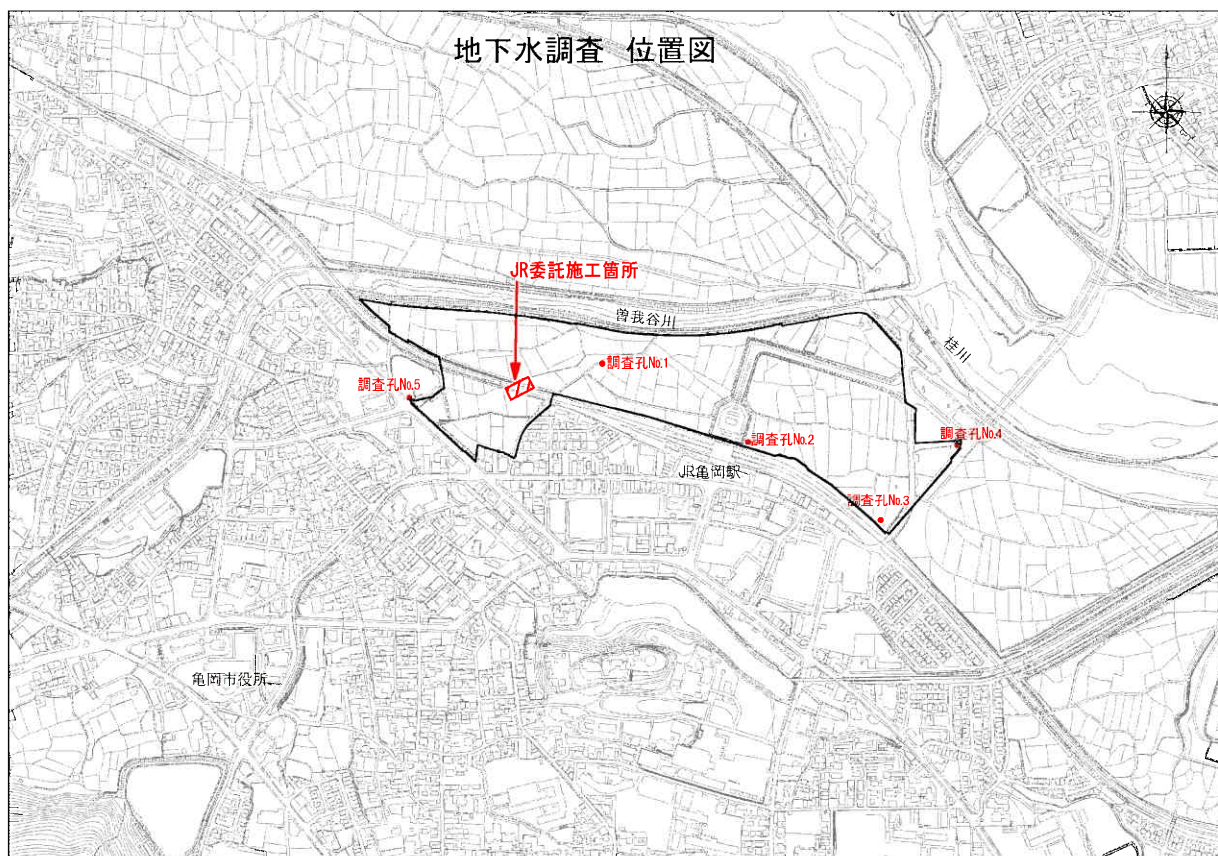 地下水調査 位置図
JR委託施工箇所
曽我谷川
桂川
調査孔No.1
調査孔No.5
調査孔No.2
調査孔No.4
JR亀岡駅
調査孔No.3
亀岡市役所